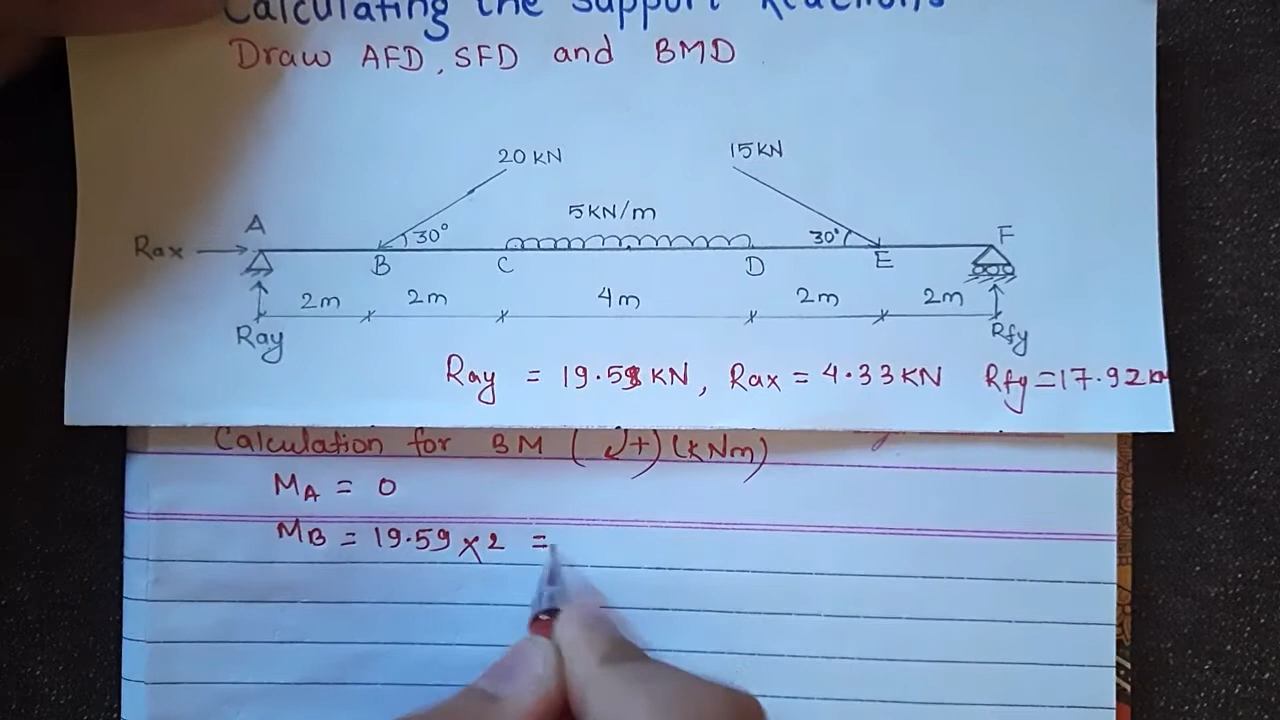 Calculating the Support Reactions
Draw AFD, SFD and BMD
20 KN 15 KN
5KN/m
A 30° 30° F
Rax
B C D E
2m 2m 4m 2m 2m
Ray Rfy
Ray = 19.58 KN, Rax = 4.33 KN Rfy = 17.92 KN
Calculation for BM ( +) (kNm)
MA = 0
MB = 19.59 × 2 =